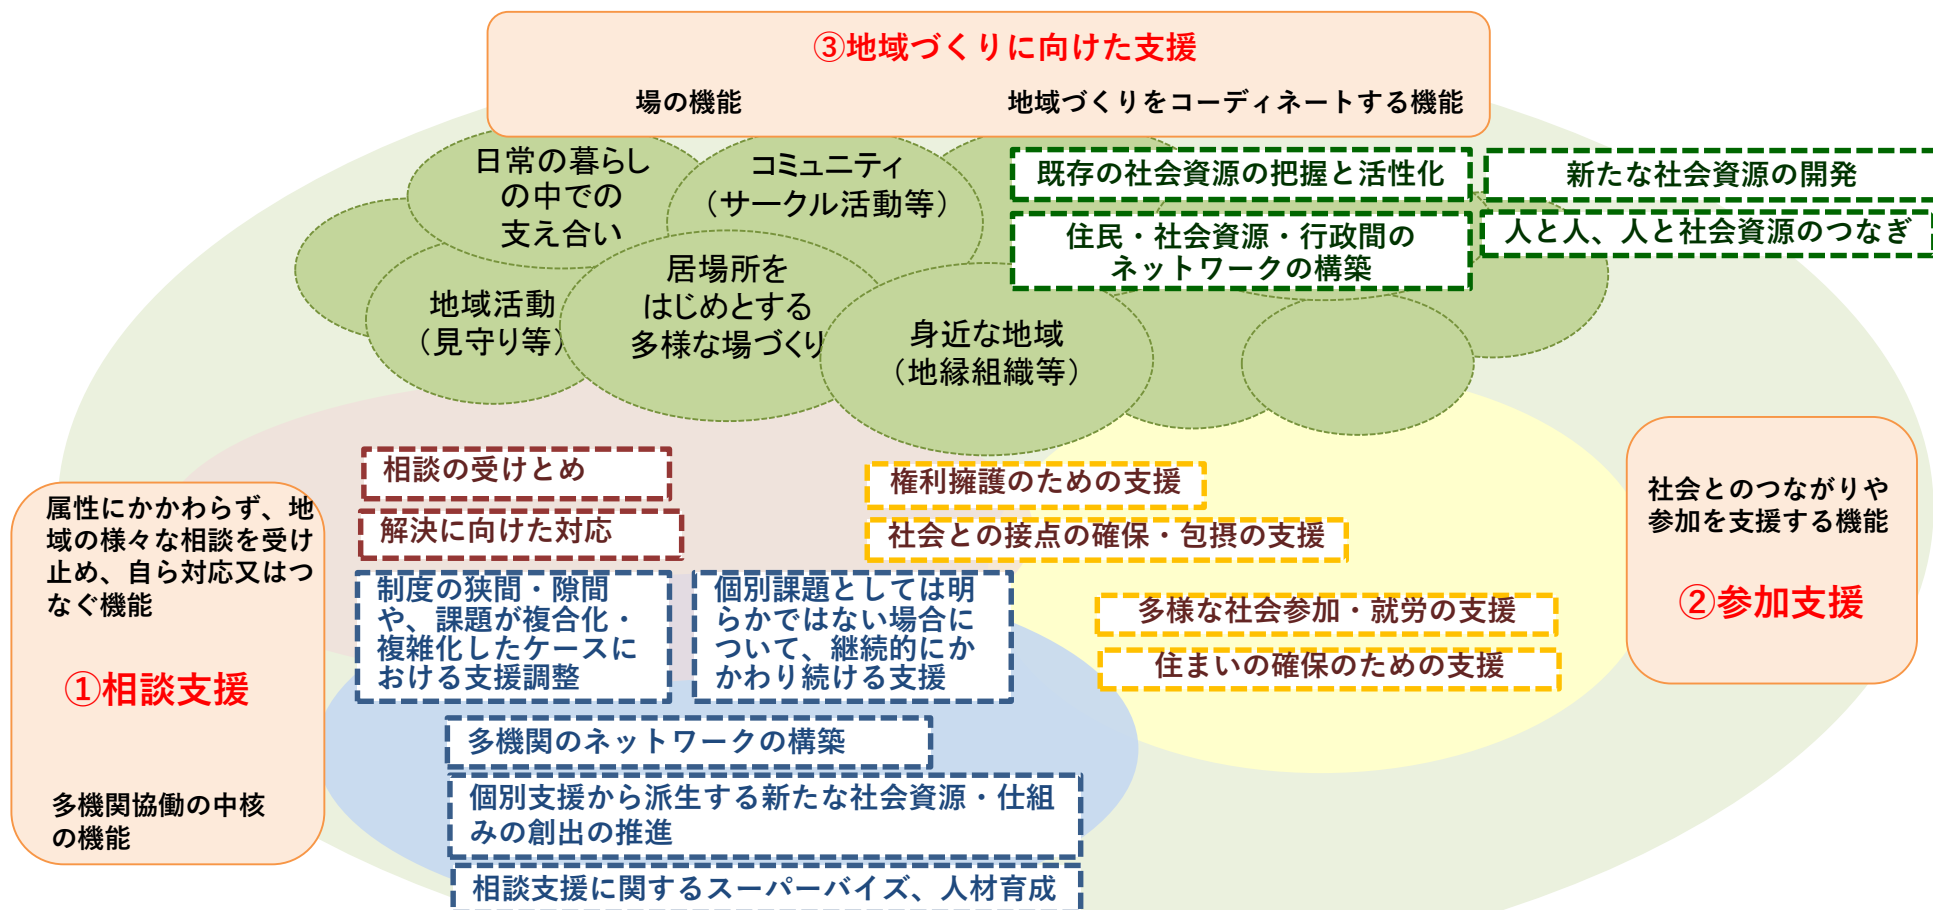 ③地域づくりに向けた支援
場の機能
地域づくりをコーディネートする機能
日常の暮らし
の中での
支え合い
コミュニティ
（サークル活動等）
既存の社会資源の把握と活性化
新たな社会資源の開発
住民・社会資源・行政間の
ネットワークの構築
人と人、人と社会資源のつなぎ
地域活動
（見守り等）
居場所を
はじめとする
多様な場づくり
身近な地域
（地縁組織等）
属性にかかわらず、地
域の様々な相談を受け
止め、自ら対応又はつ
なぐ機能
①相談支援
多機関協働の中核
の機能
相談の受けとめ
解決に向けた対応
制度の狭間・隙間
や、課題が複合化・
複雑化したケースに
おける支援調整
個別課題としては明
らかではない場合に
ついて、継続的にか
かわり続ける支援
多機関のネットワークの構築
個別支援から派生する新たな社会資源・仕組
みの創出の推進
相談支援に関するスーパーバイズ、人材育成
権利擁護のための支援
社会との接点の確保・包摂の支援
多様な社会参加・就労の支援
住まいの確保のための支援
社会とのつながりや
参加を支援する機能
②参加支援